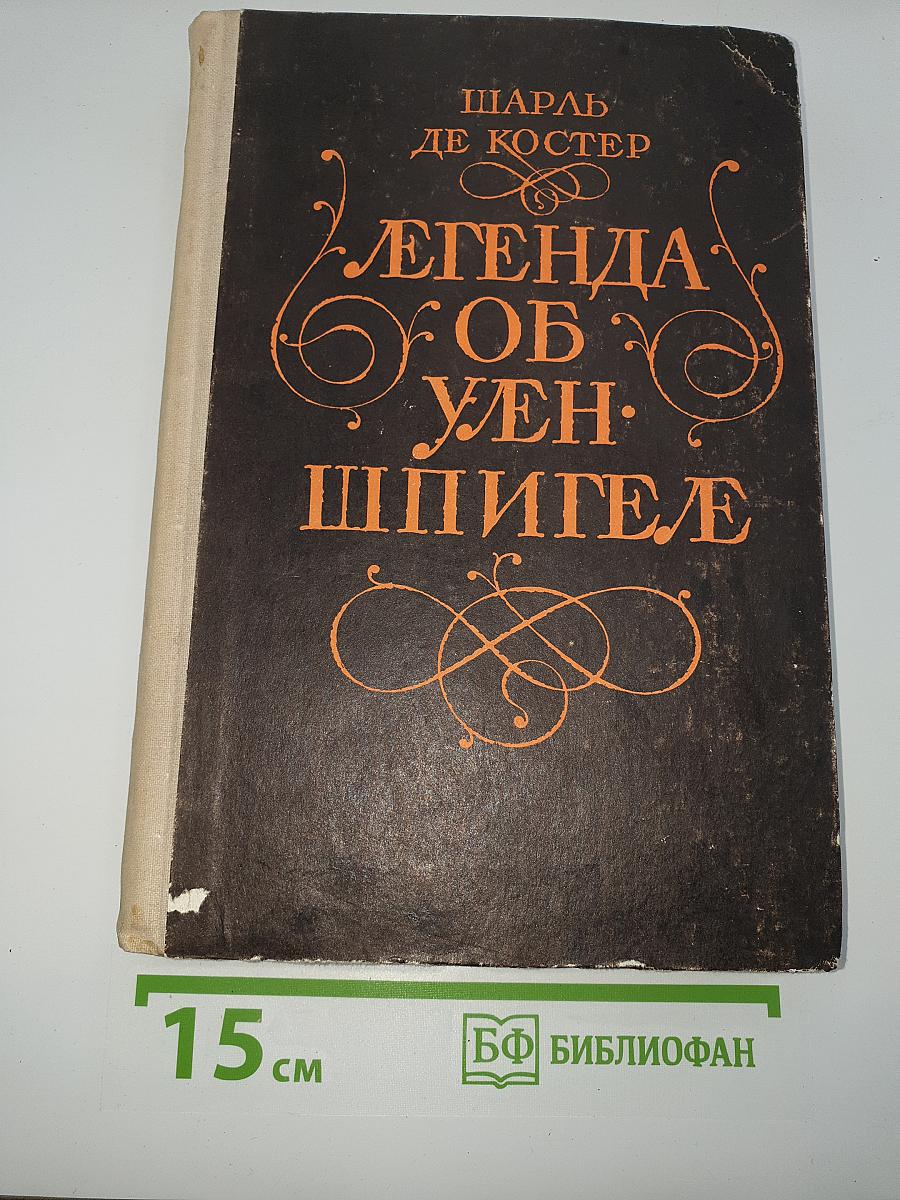 ШАРЛЬ
ДЕ КОСТЕР
ЛЕГЕНДА
ОБ
УЛЕН·
ШПИГЕЛЕ
15 см
БФ БИБЛИОФАН